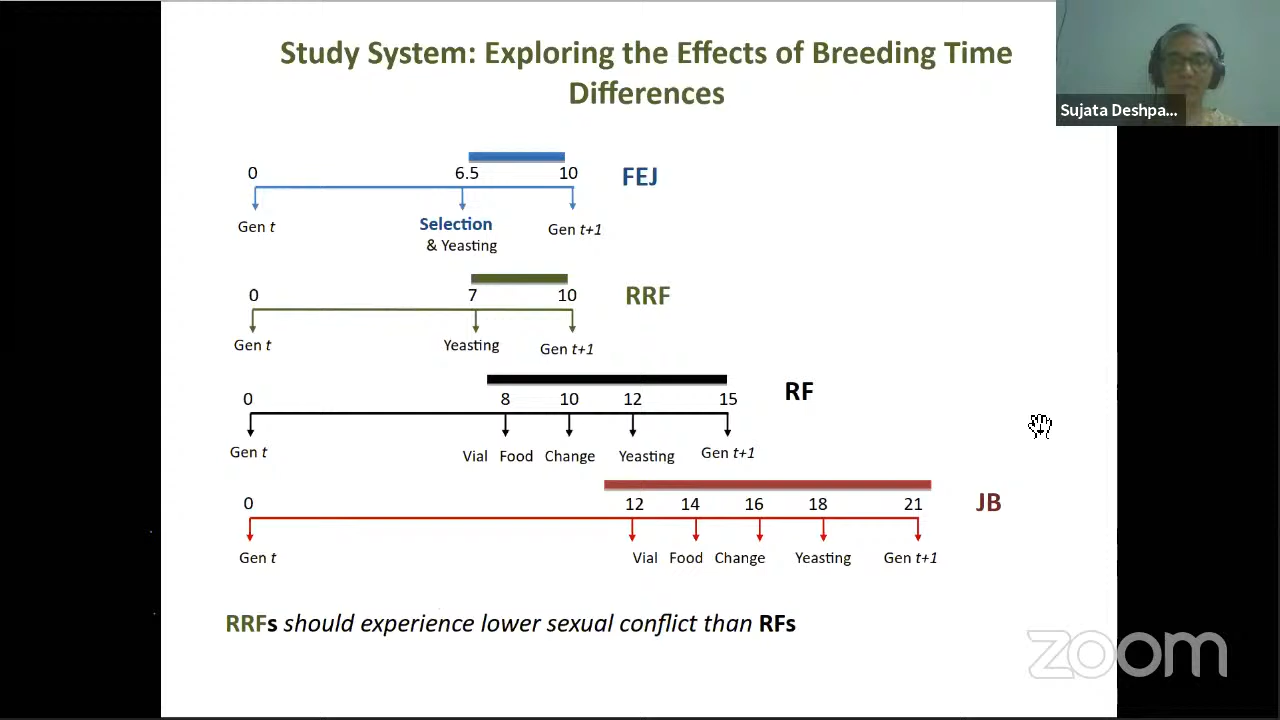 Study System: Exploring the Effects of Breeding Time
Differences
Sujata Deshpa...
0 6.5 10 FEJ
Gen t Selection Gen t+1
& Yeasting
0 7 10 RRF
Gen t Yeasting Gen t+1
0 8 10 12 15 RF
Gen t Vial Food Change Yeasting Gen t+1
0 12 14 16 18 21 JB
Gen t Vial Food Change Yeasting Gen t+1
RRFs should experience lower sexual conflict than RFs
zoom